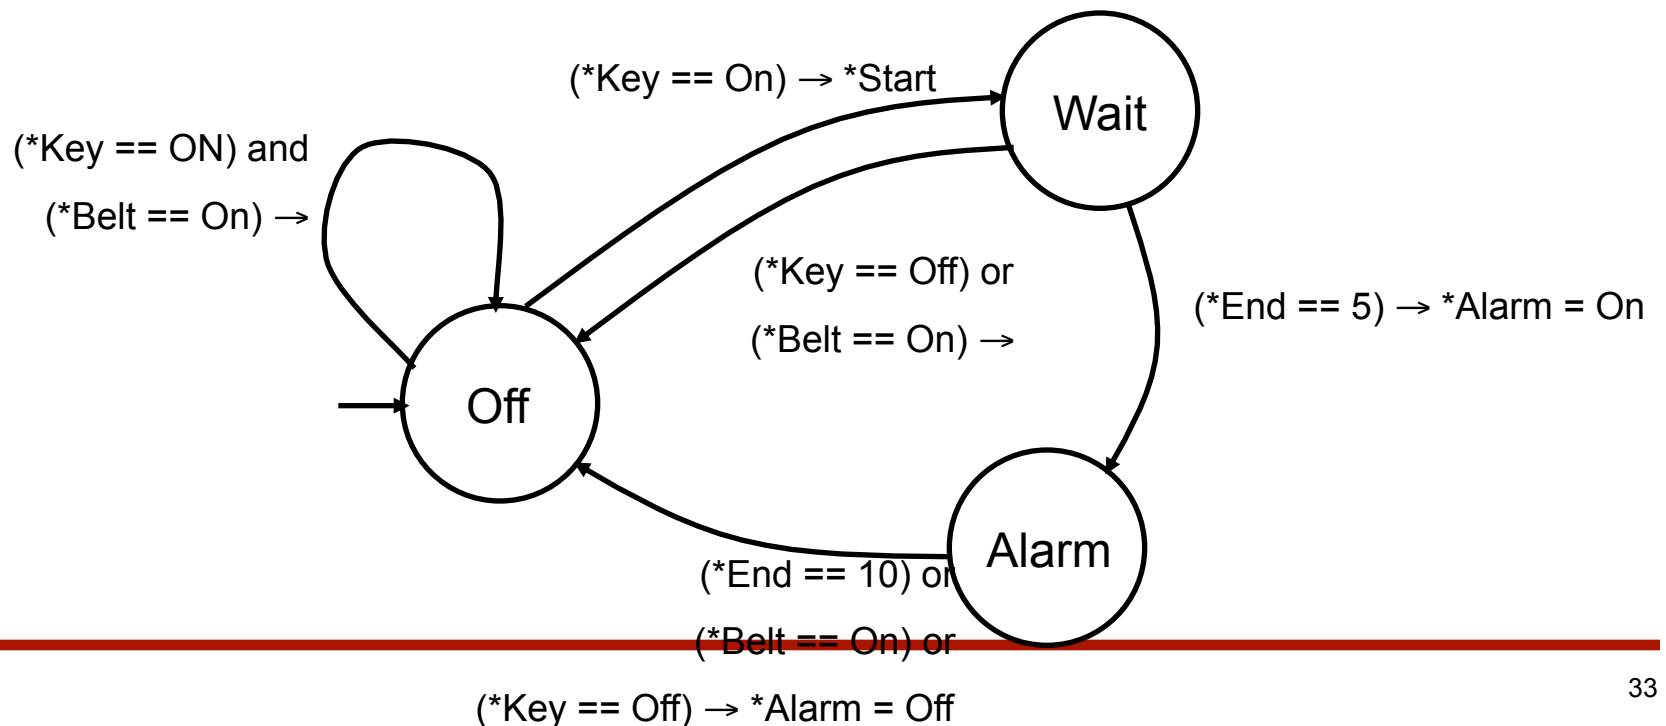 (*Key == On) → *Start
Wait
(*Key == ON) and
(*Belt == On) →
(*Key == Off) or
(*Belt == On) →
(*End == 5) → *Alarm = On
Off
Alarm
(*End == 10) or
(*Belt == On) or
(*Key == Off) → *Alarm = Off
33